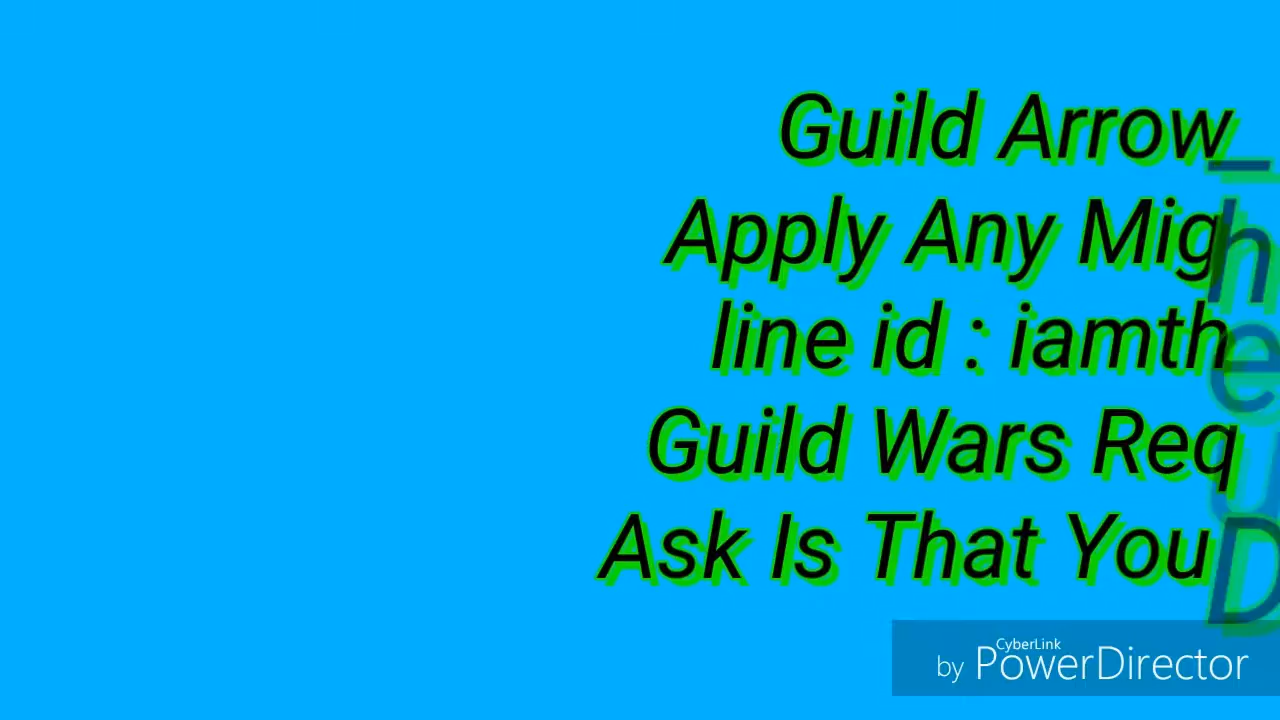 Guild Arrow_
Apply Any Mig
line id : iamth
Guild Wars Req
Ask Is That You
CyberLink
by PowerDirector